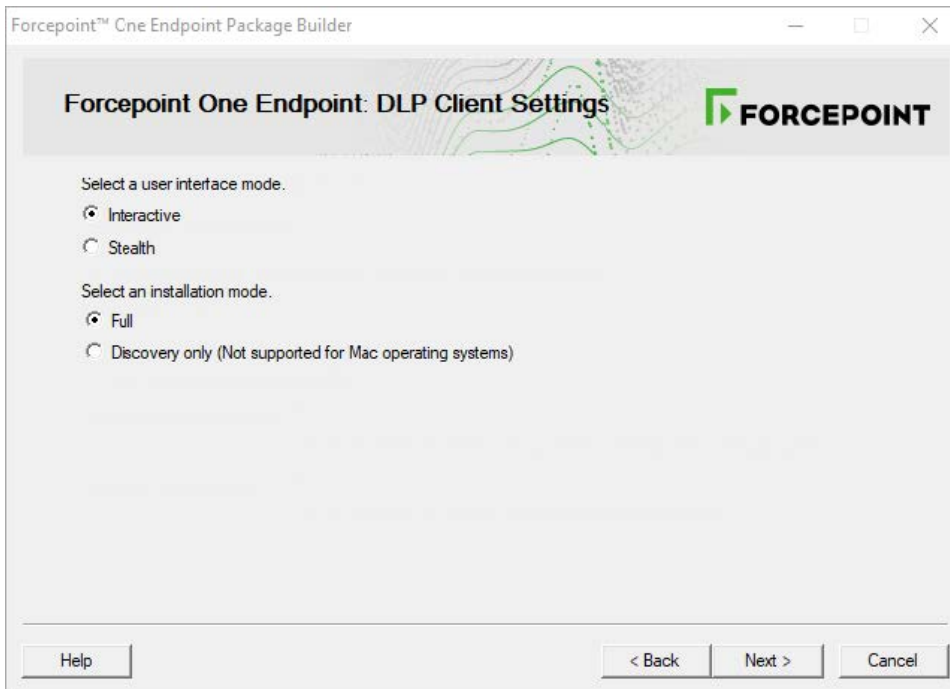 Forcepoint™ One Endpoint Package Builder
Forcepoint One Endpoint: DLP Client Settings
FORCEPOINT
Select a user interface mode.
Interactive
Stealth
Select an installation mode.
Full
Discovery only (Not supported for Mac operating systems)
Help
< Back
Next >
Cancel